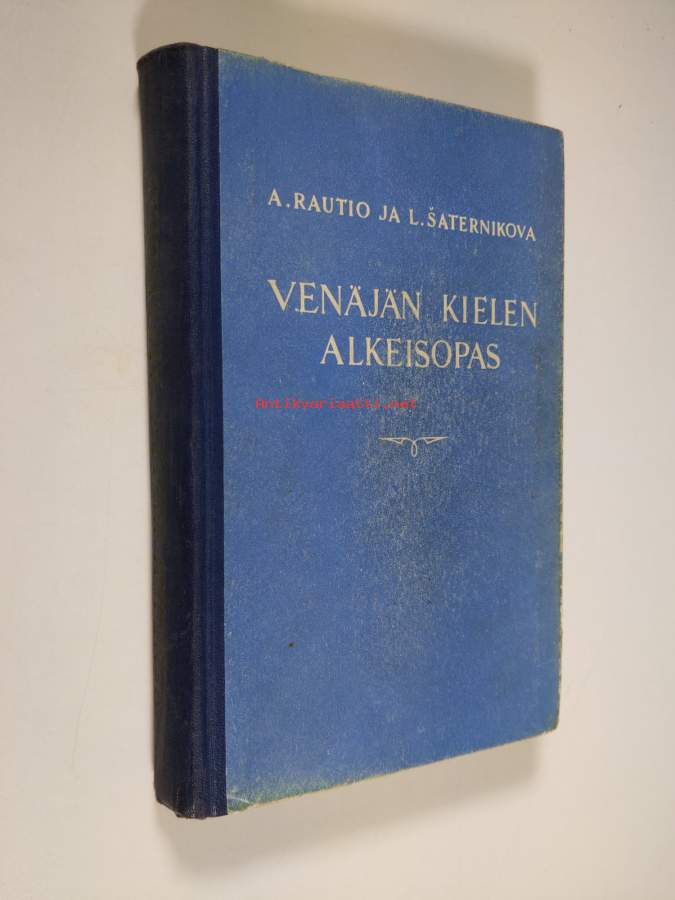 A. RAUTIO JA L. ŠATERNIKOVA
VENÄJÄN KIELEN
ALKEISOPAS
Antikvariaatti.net